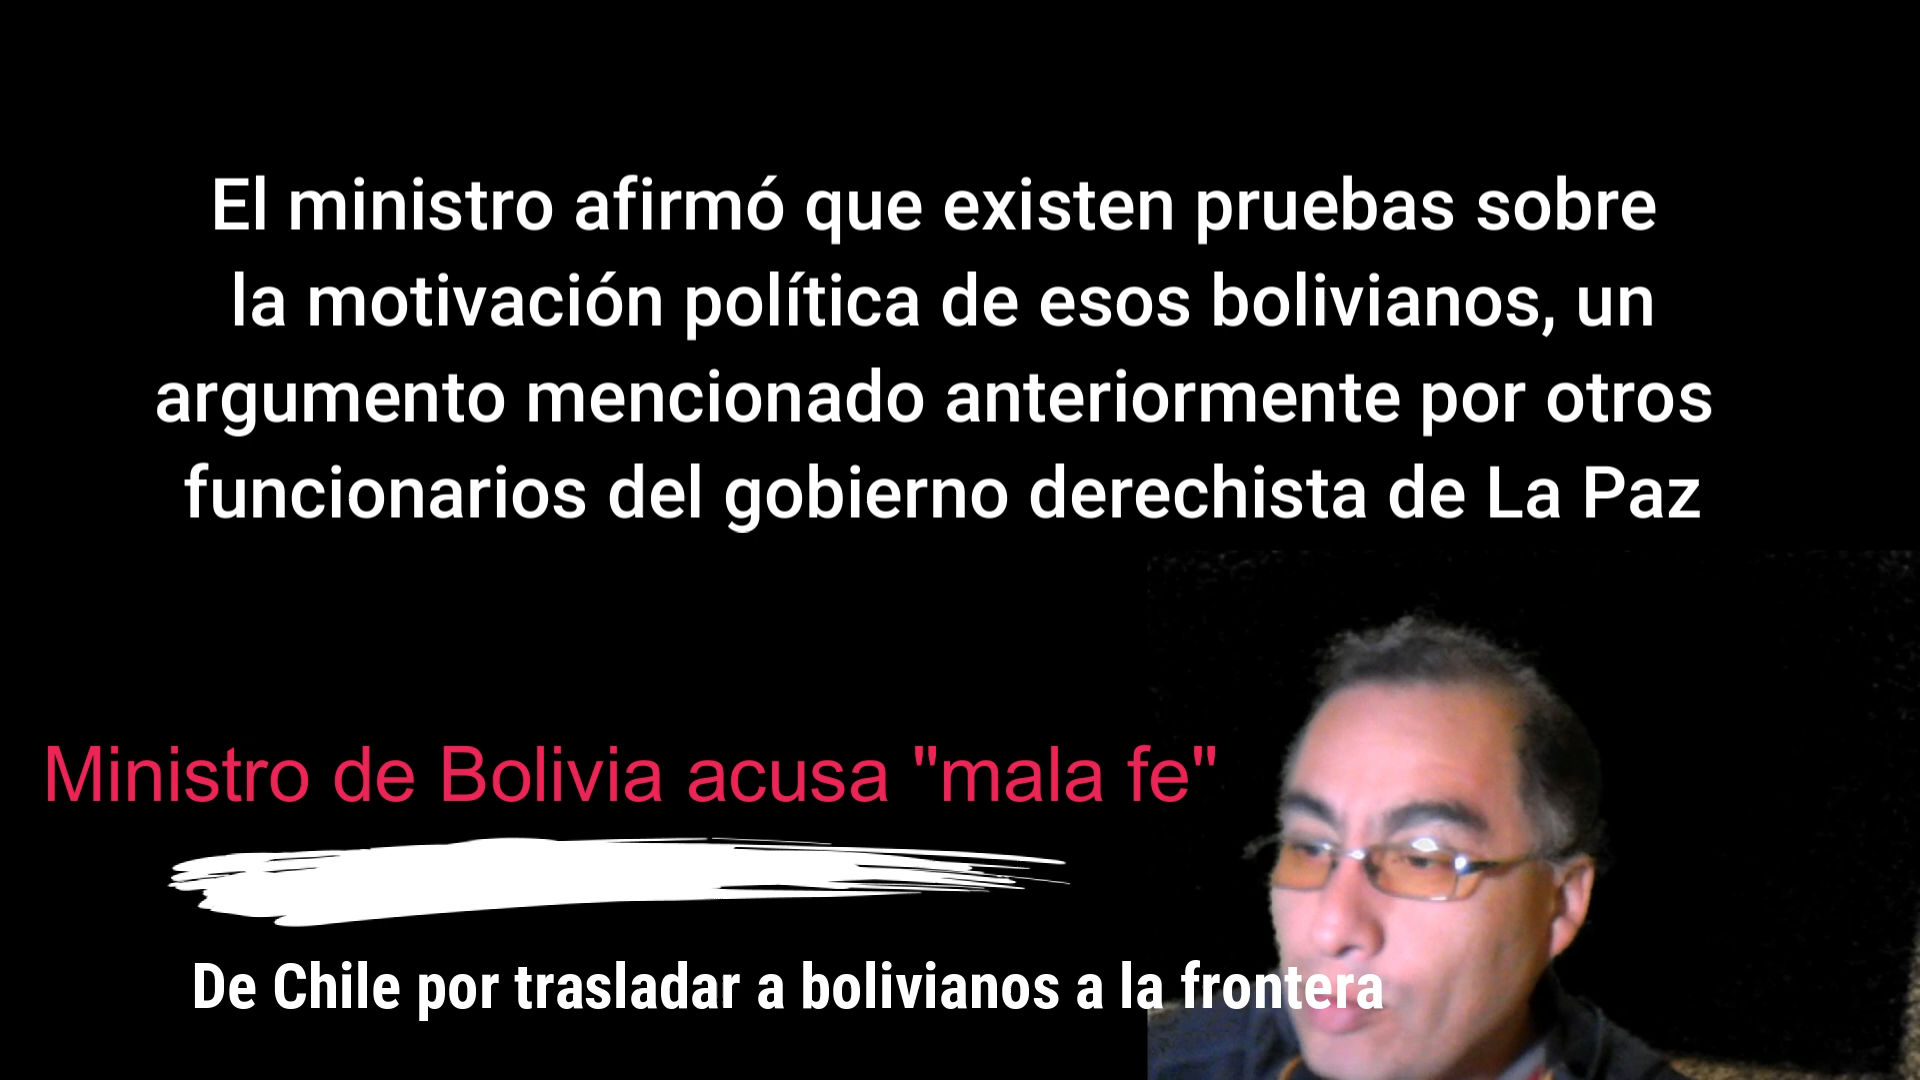 El ministro afirmó que existen pruebas sobre
la motivación política de esos bolivianos, un
argumento mencionado anteriormente por otros
funcionarios del gobierno derechista de La Paz
Ministro de Bolivia acusa "mala fe"
De Chile por trasladar a bolivianos a la frontera